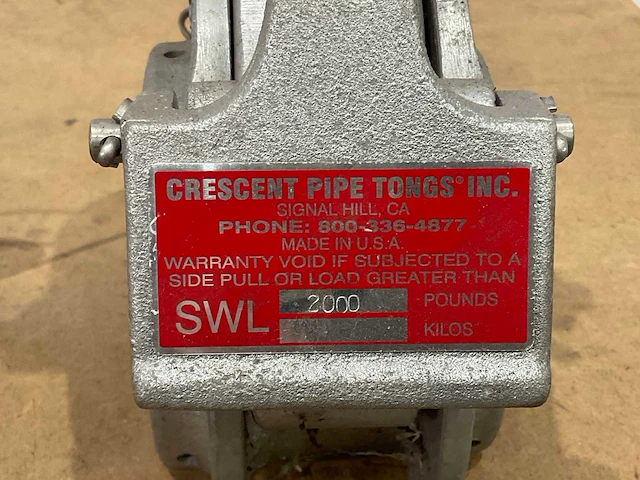 CRESCENT PIPE TONGS® INC.
SIGNAL HILL, CA
PHONE: 800-336-4877
MADE IN U.S.A.
WARRANTY VOID IF SUBJECTED TO A
SIDE PULL OR LOAD GREATER THAN
SWL 2000 POUNDS
KILOS